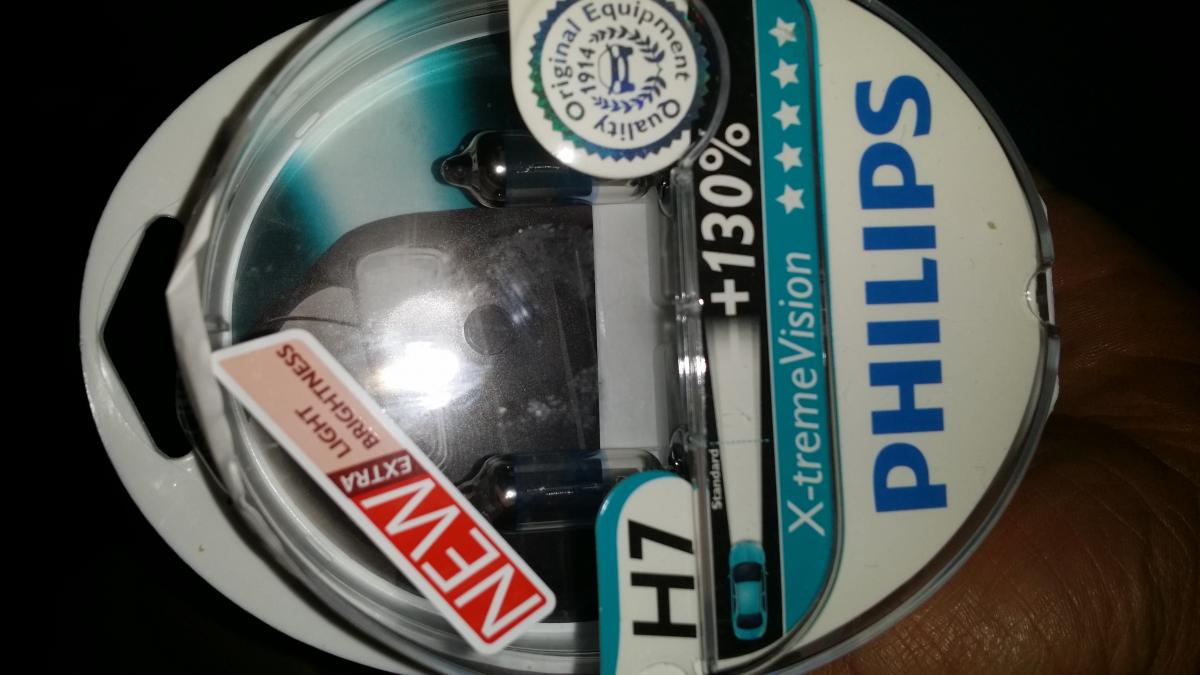 PHILIPS
X-tremeVision
+130%
Standard
H7
Original Equipment
Quality
1914
NEW
EXTRA
LIGHT
BRIGHTNESS